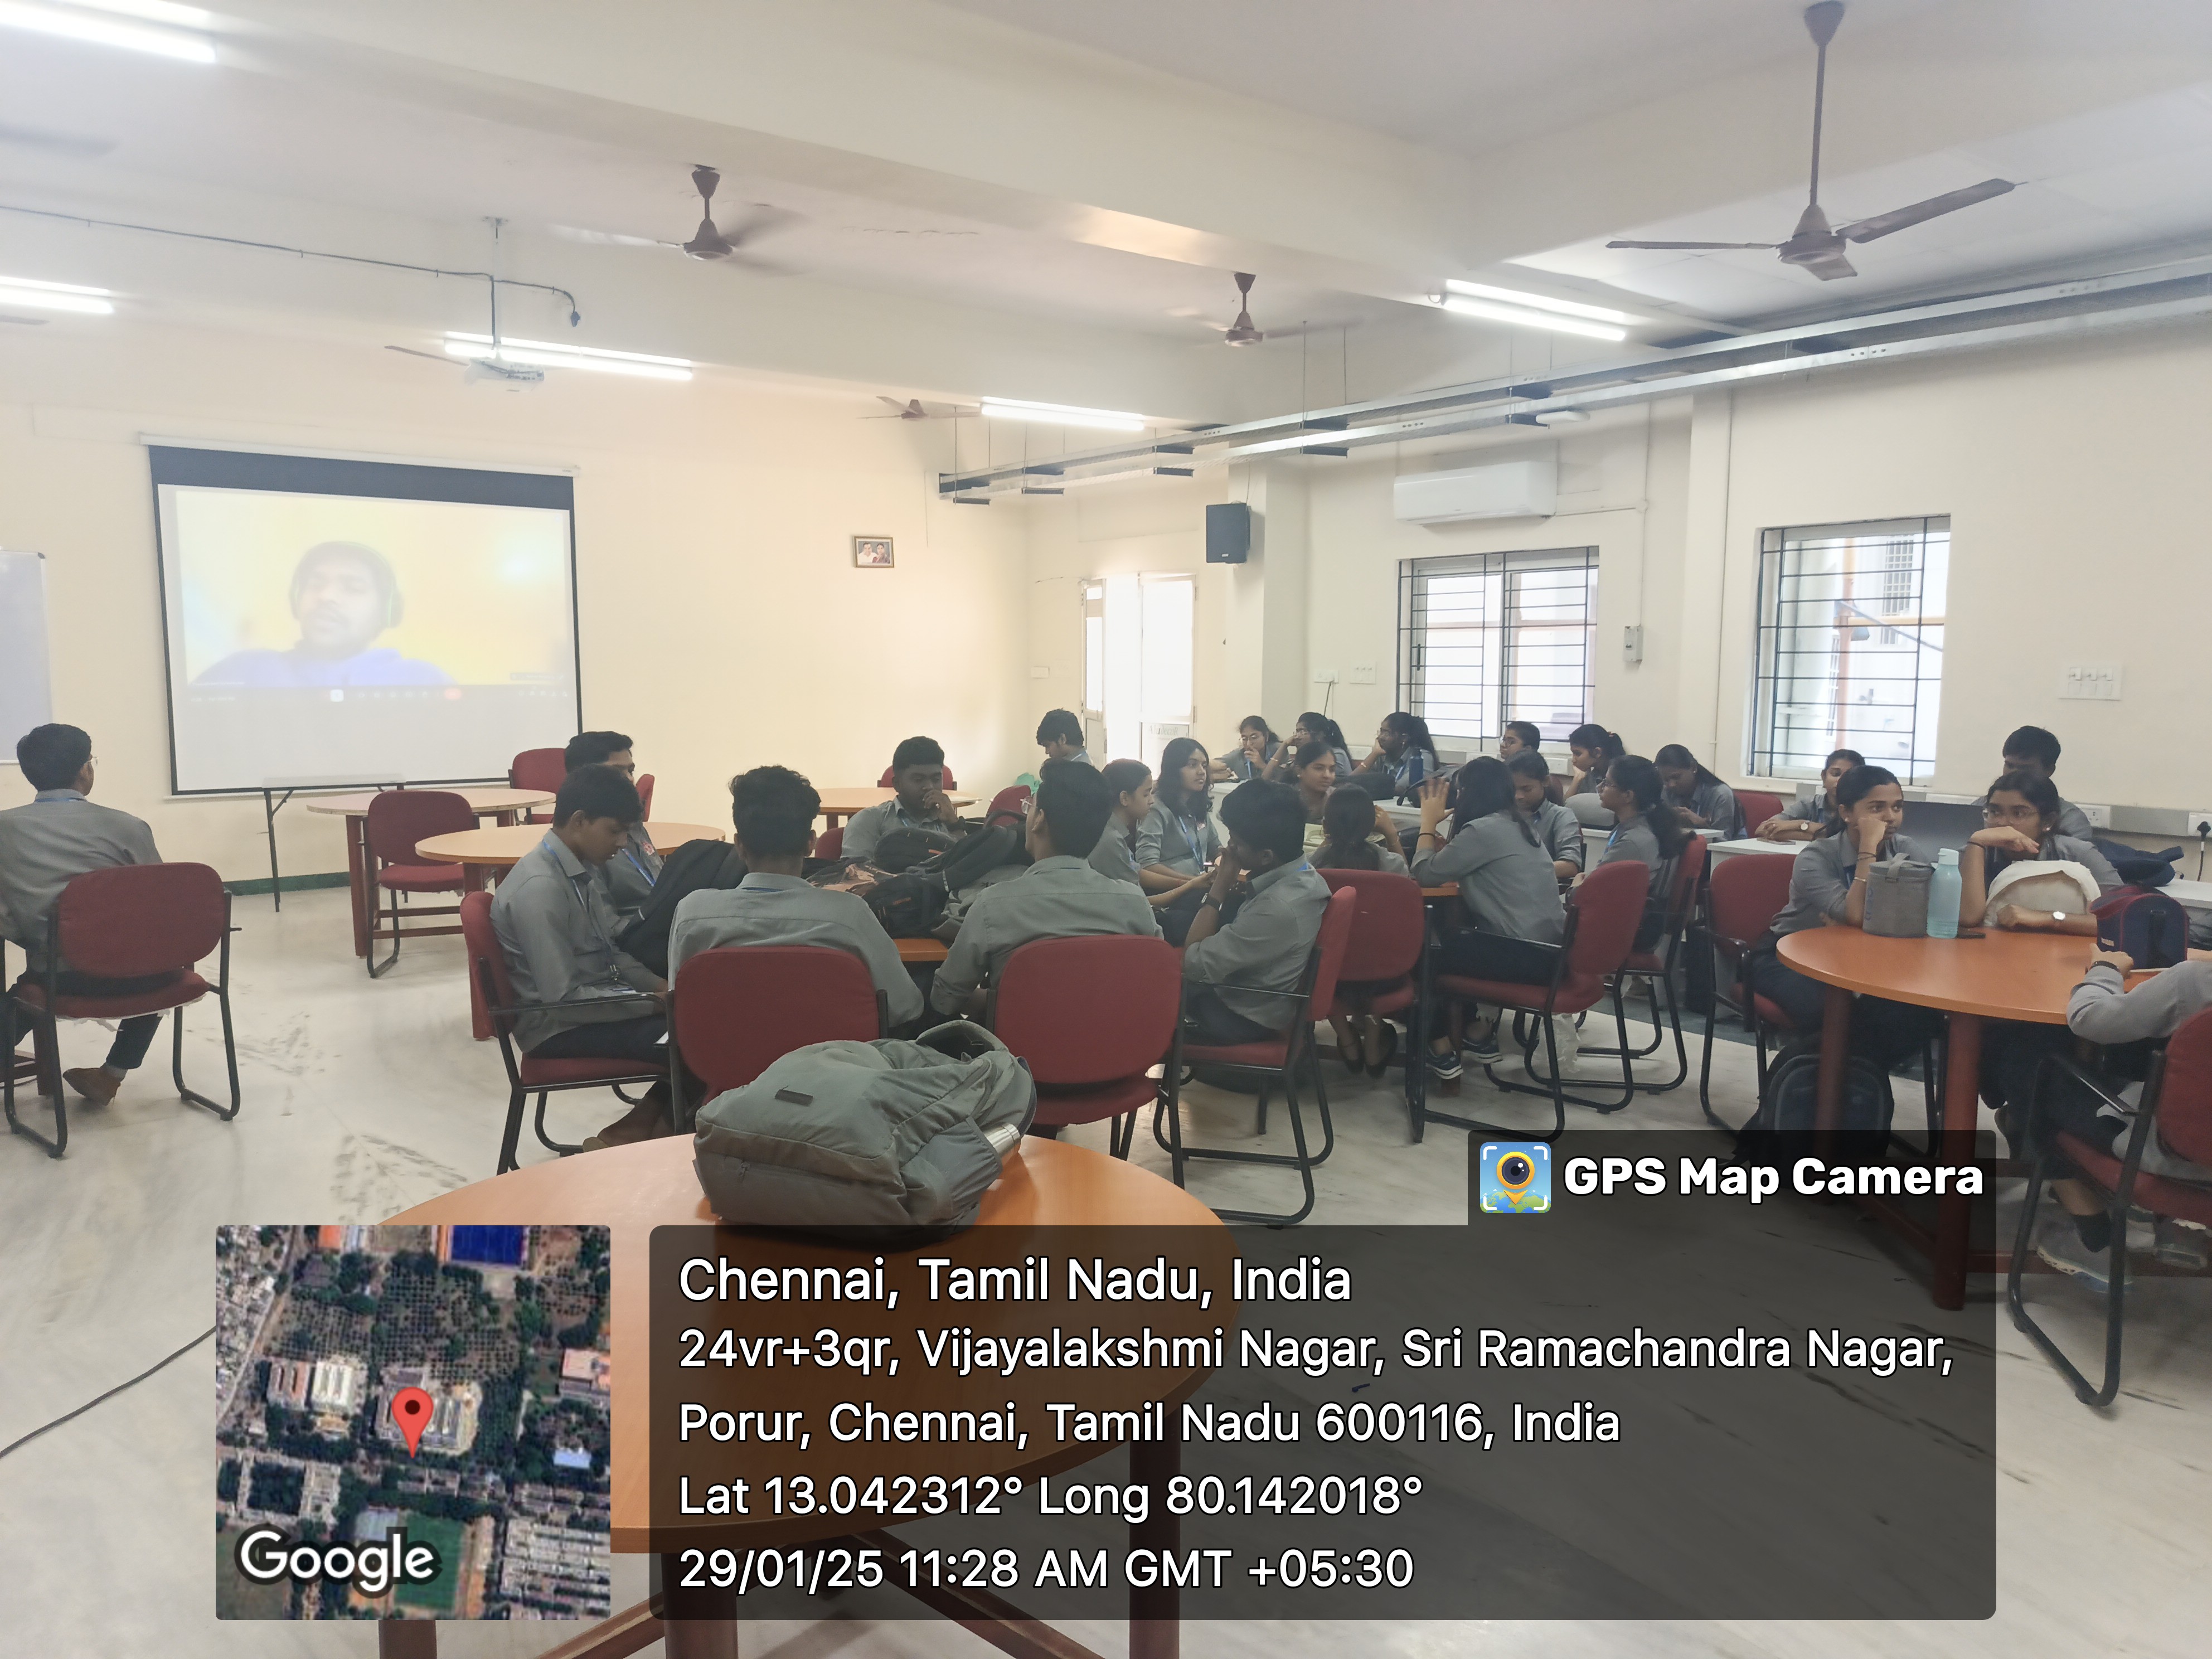 GPS Map Camera
Chennai, Tamil Nadu, India
24vr+3qr, Vijayalakshmi Nagar, Sri Ramachandra Nagar,
Porur, Chennai, Tamil Nadu 600116, India
Lat 13.042312° Long 80.142018°
29/01/25 11:28 AM GMT +05:30
Google